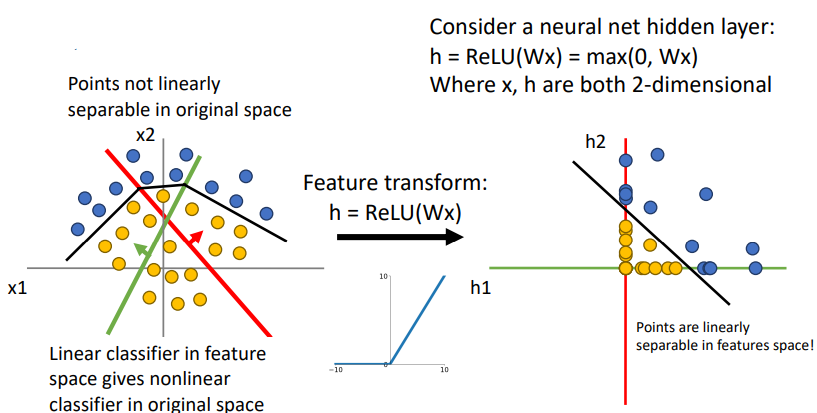 Consider a neural net hidden layer:
h = ReLU(Wx) = max(0, Wx)
Where x, h are both 2-dimensional
Points not linearly
separable in original space
x2
x1
Feature transform:
h = ReLU(Wx)
10
0
-10
10
h2
h1
Points are linearly
separable in features space!
Linear classifier in feature
space gives nonlinear
classifier in original space